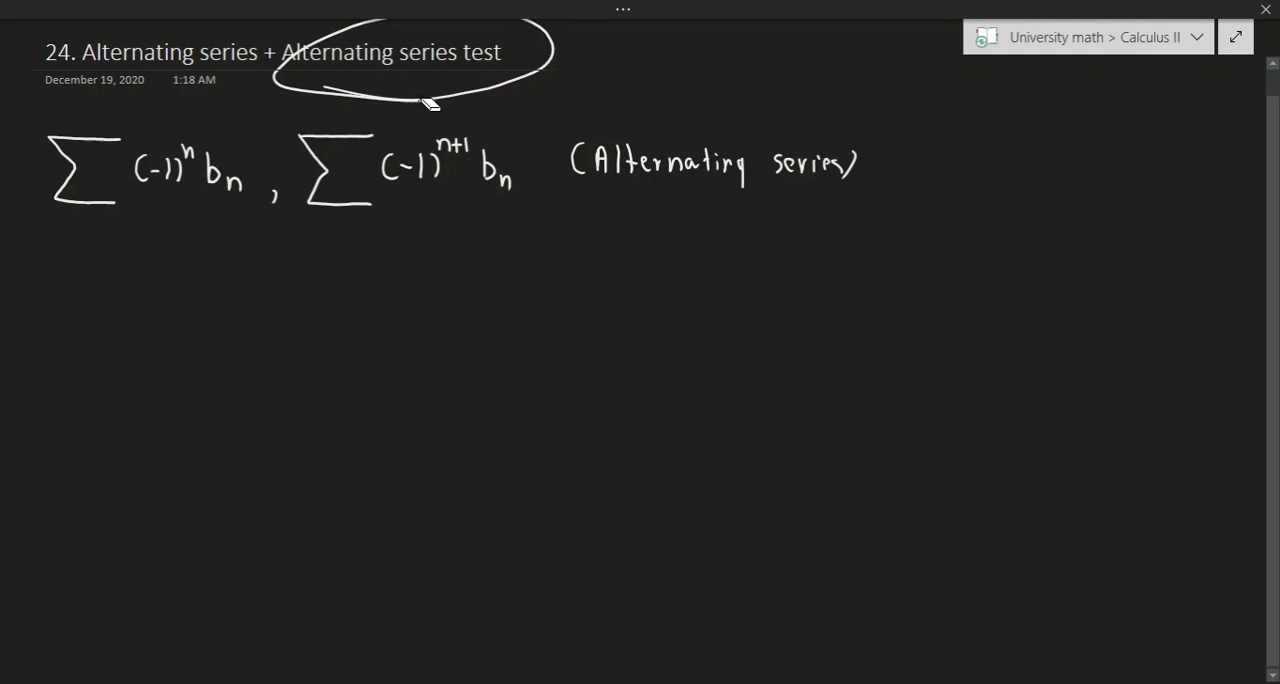 24. Alternating series + Alternating series test
University math > Calculus II
December 19, 2020 1:18 AM
∑ (-1)^n b_n , ∑ (-1)^{n+1} b_n (Alternating series)